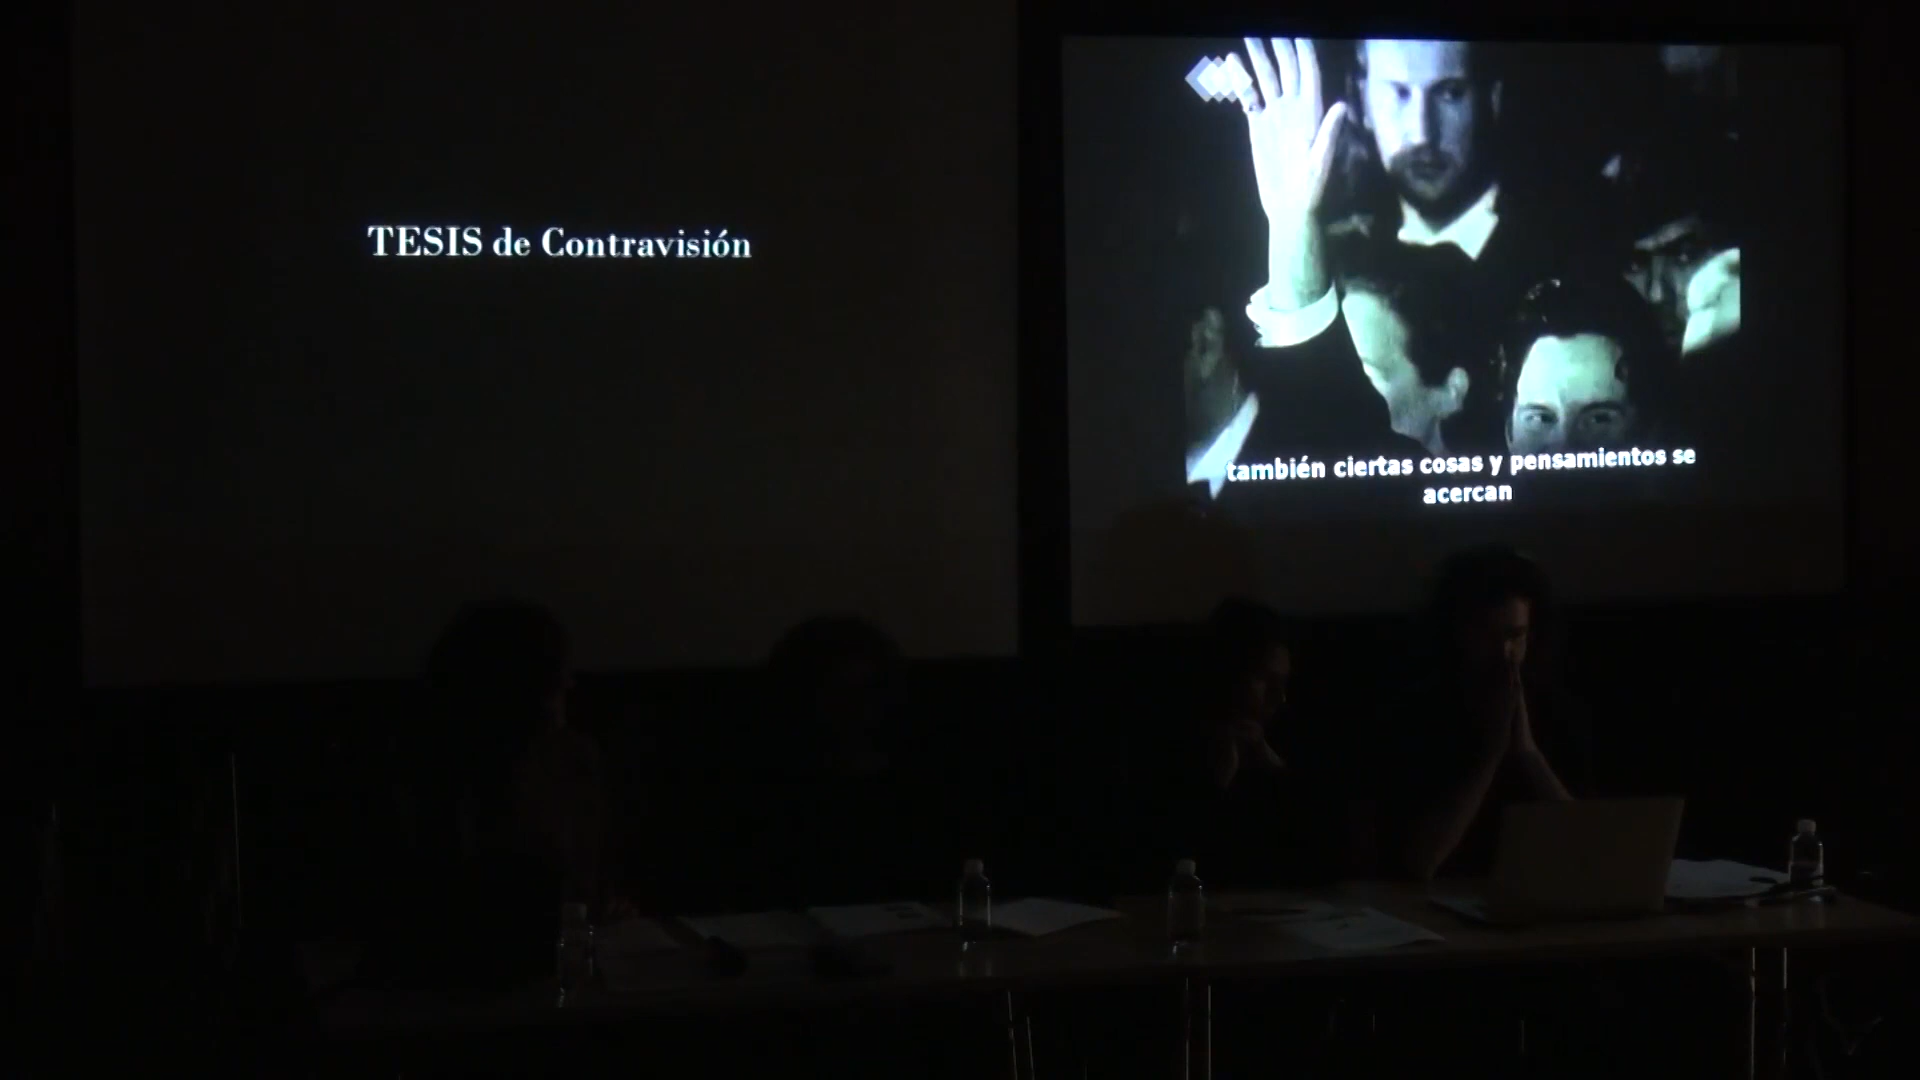 TESIS de Contravisión
también ciertas cosas y pensamientos se
acercan